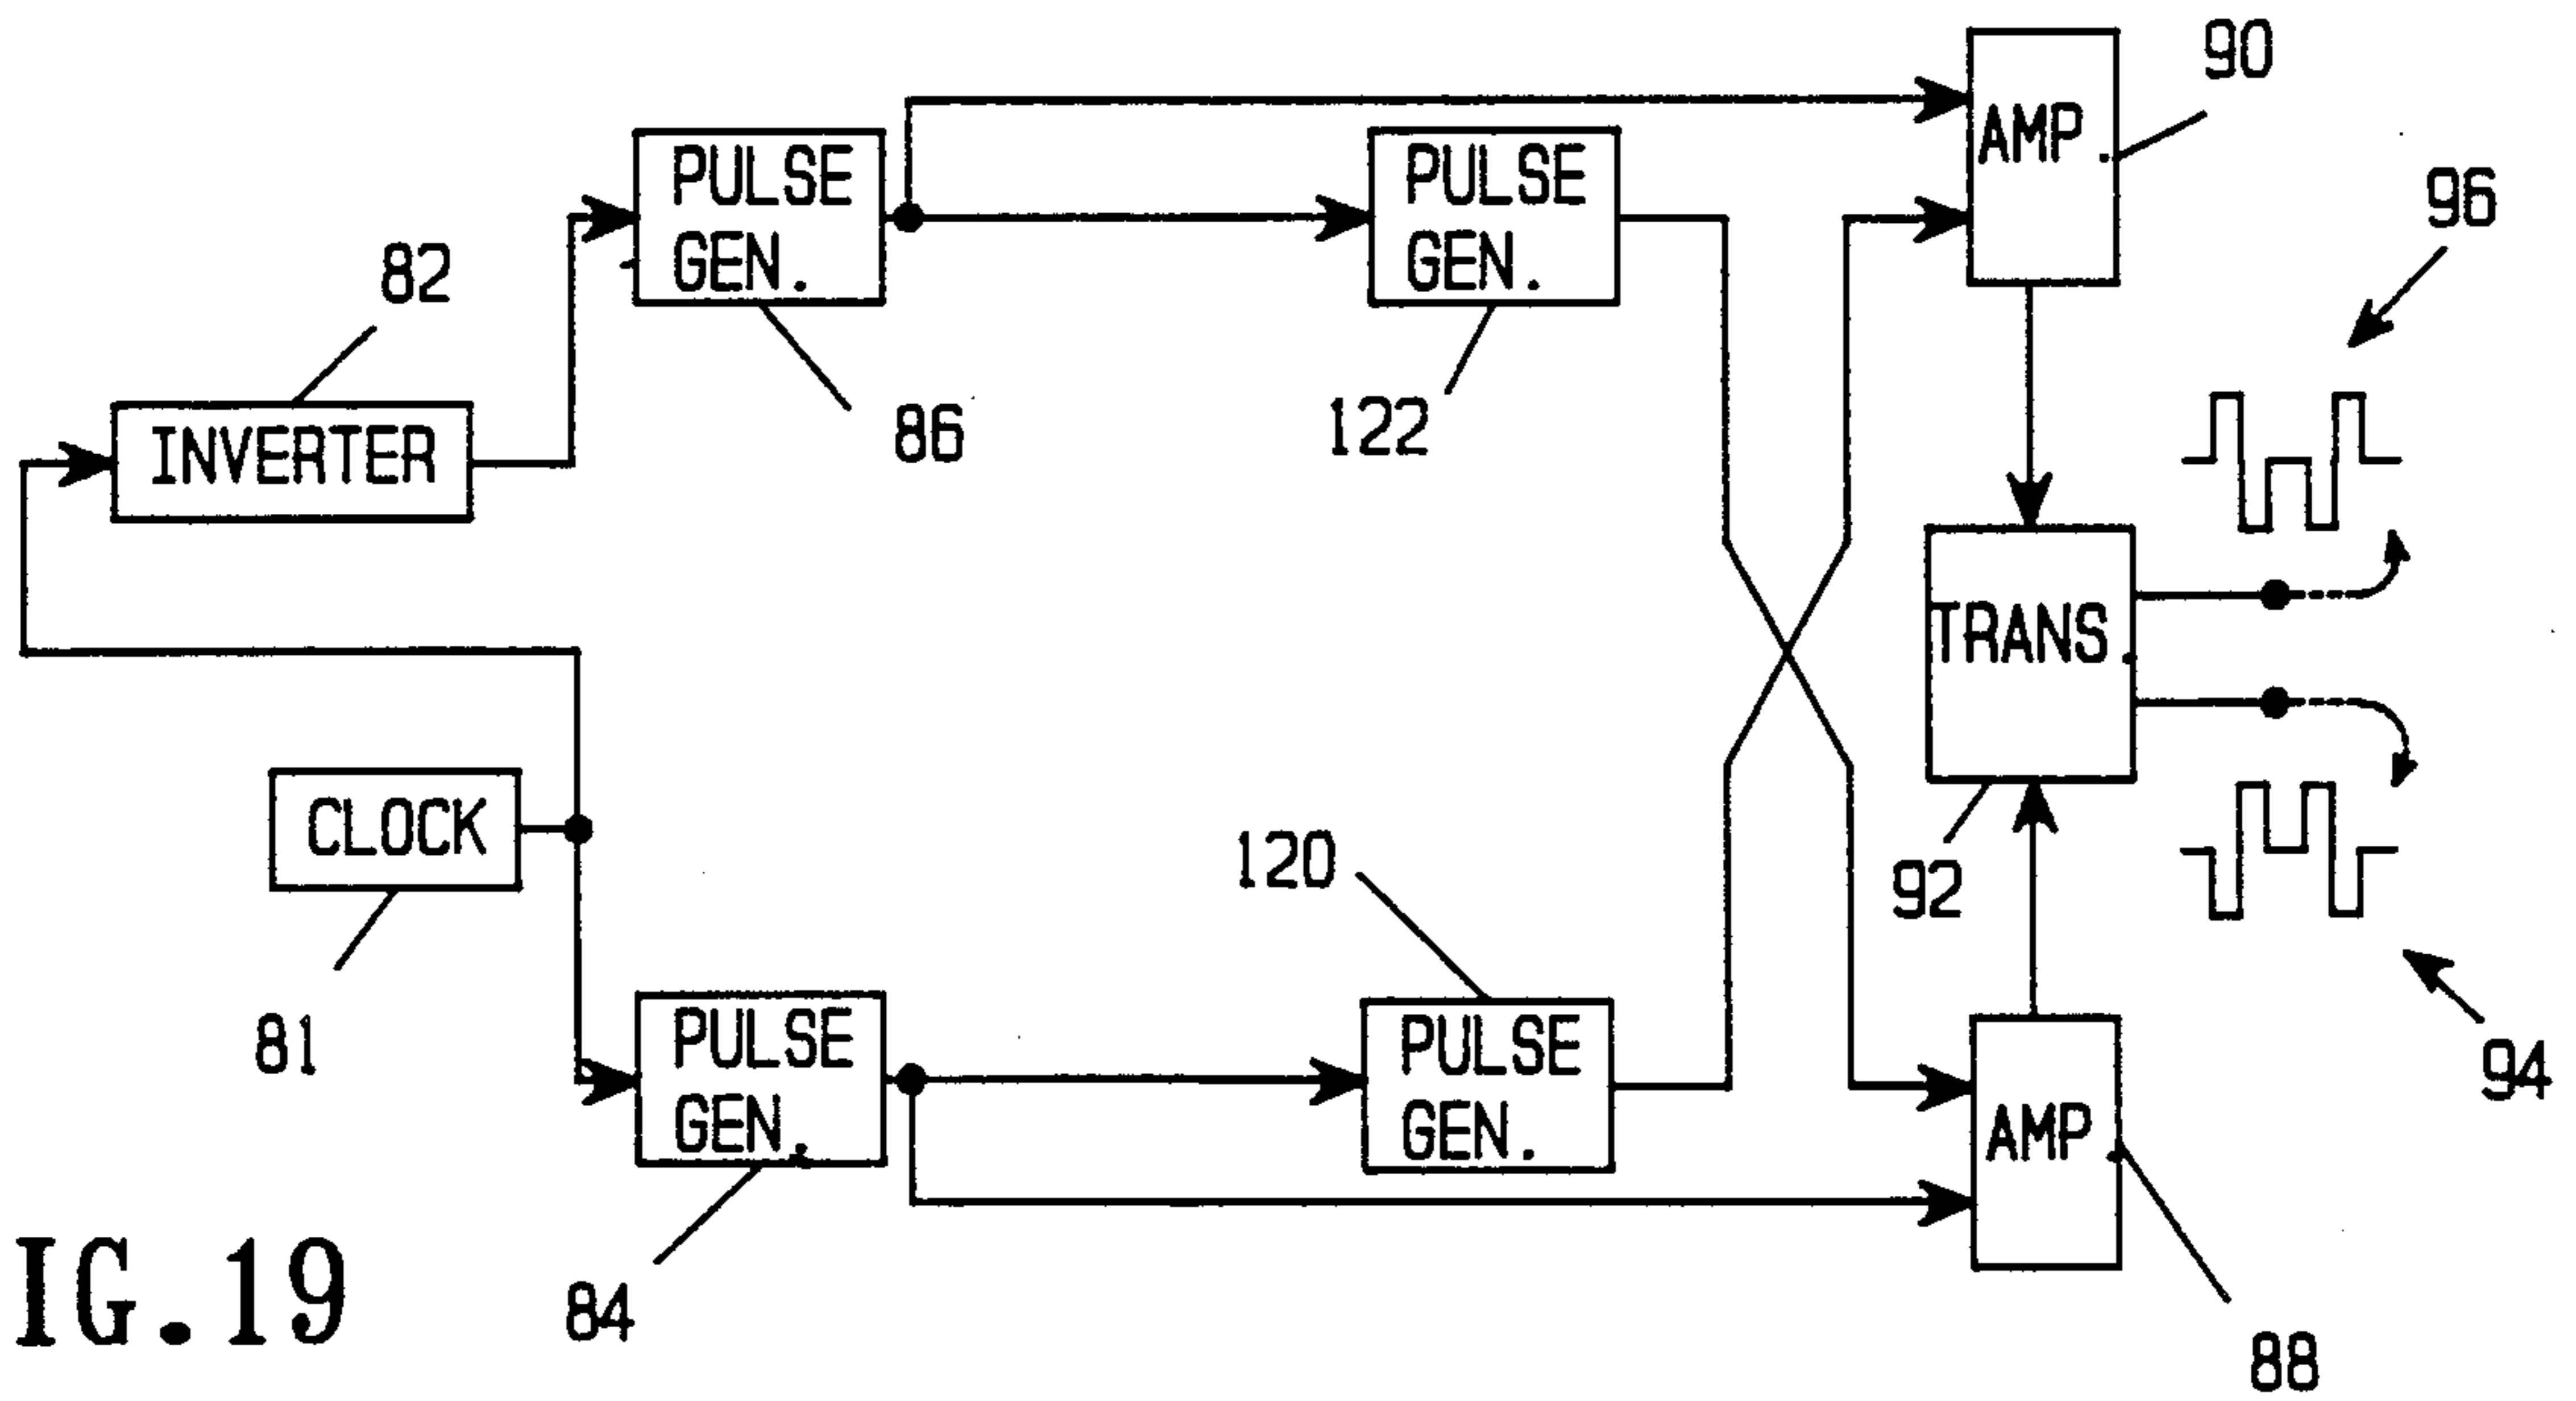 90
AMP.
96
PULSE
GEN.
PULSE
GEN.
82
86
122
INVERTER
TRANS.
CLOCK
120
92
81
PULSE
GEN.
PULSE
GEN.
94
AMP.
84
88
IG.19